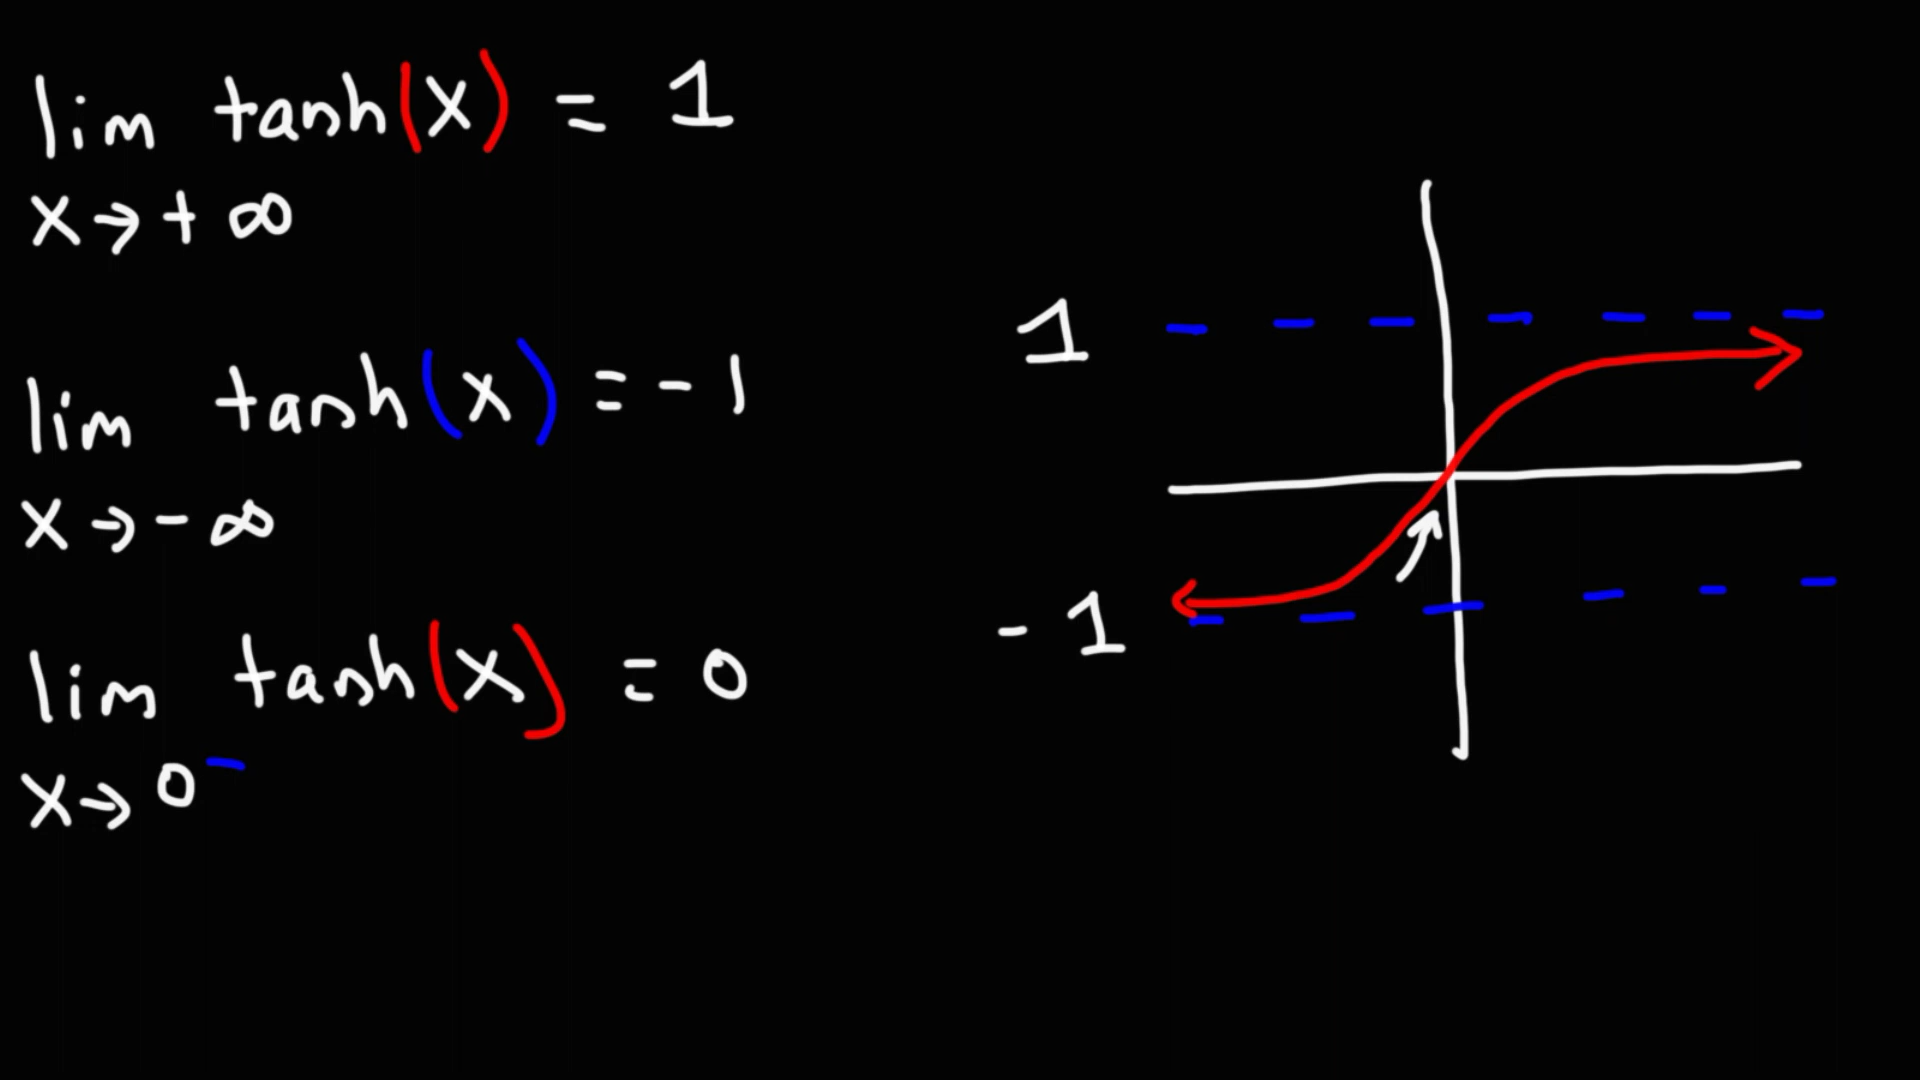 lim tanh(x) = 1
x → + ∞
lim tanh(x) = - 1
x → - ∞
lim tanh(x) = 0
x → 0⁻
1
- 1